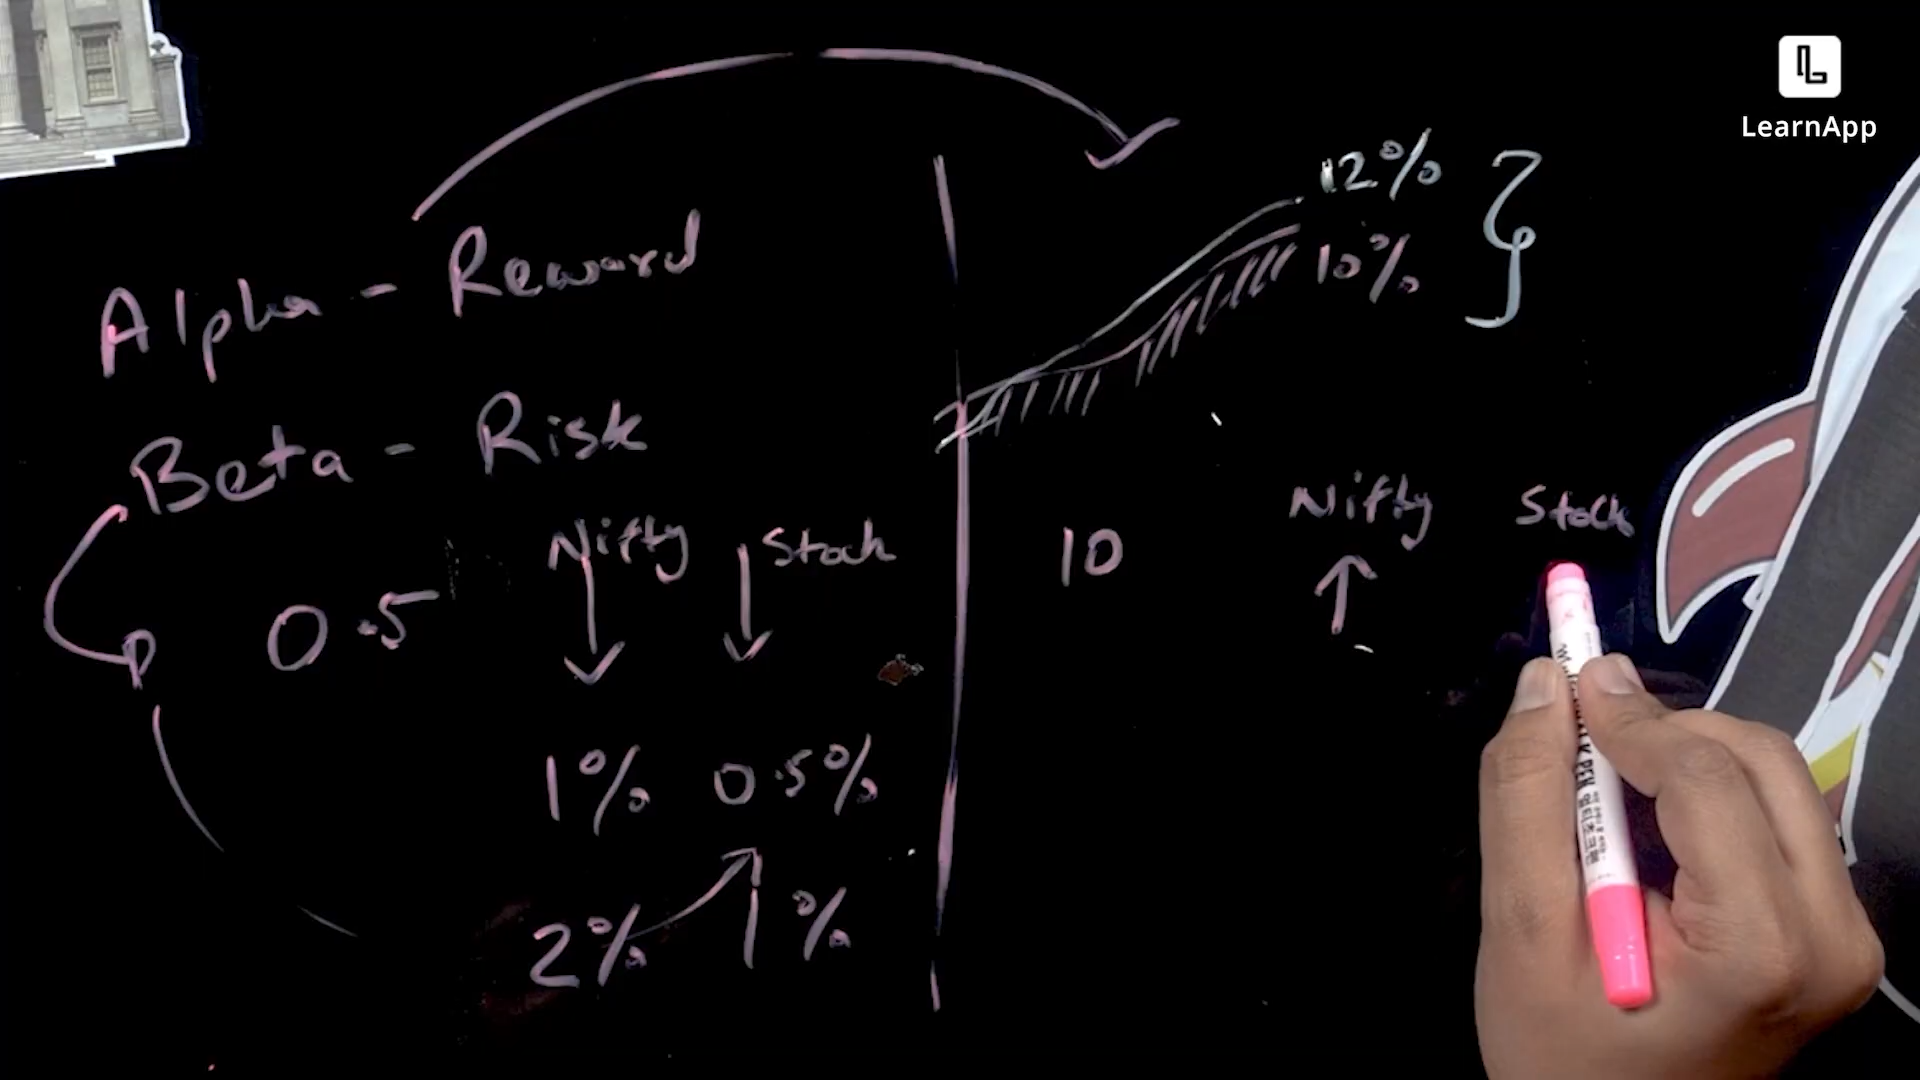 LearnApp
Alpha - Reward
12%
10%
Beta - Risk
Nifty Stock
0.5
10
Nifty Stock
1% 0.5%
2% 1%